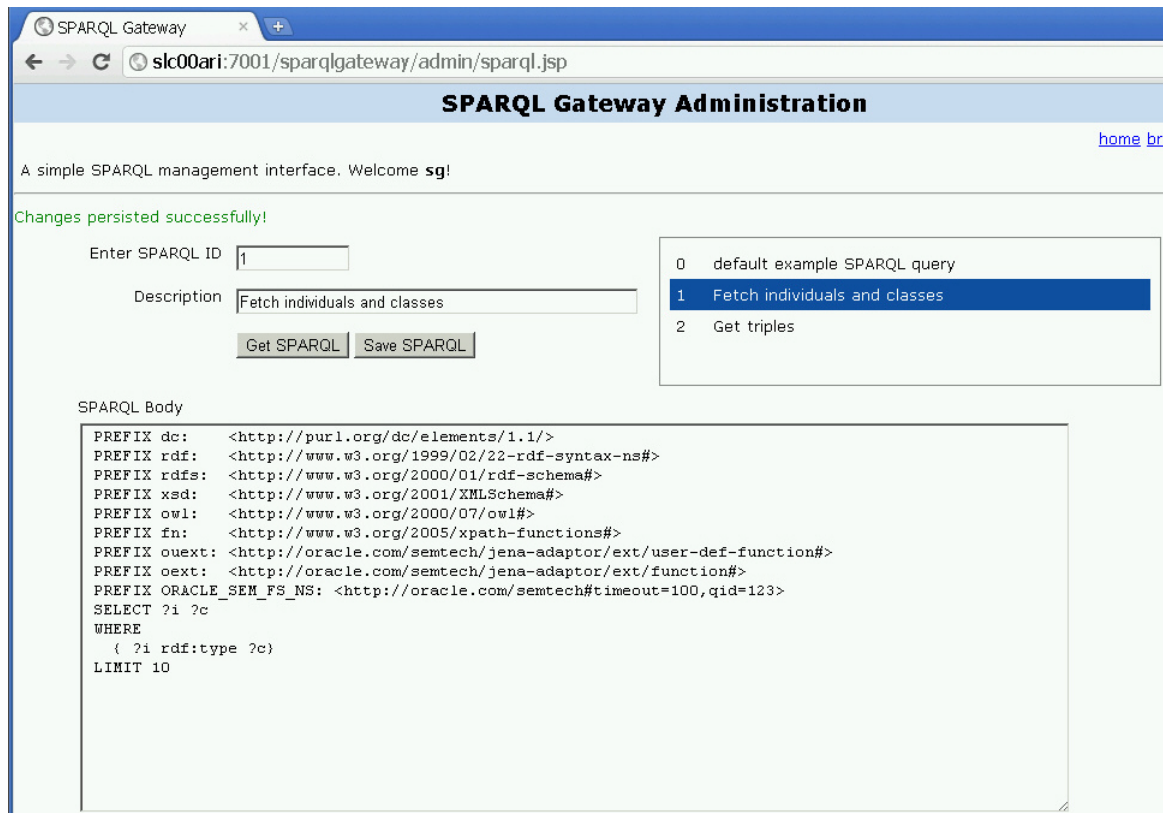 SPARQL Gateway
slc00ari:7001/sparqlgateway/admin/sparql.jsp
SPARQL Gateway Administration
home br
A simple SPARQL management interface. Welcome sg!
Changes persisted successfully!
Enter SPARQL ID 1
Description Fetch individuals and classes
Get SPARQL Save SPARQL
0 default example SPARQL query
1 Fetch individuals and classes
2 Get triples
SPARQL Body
PREFIX dc: <http://purl.org/dc/elements/1.1/>
PREFIX rdf: <http://www.w3.org/1999/02/22-rdf-syntax-ns#>
PREFIX rdfs: <http://www.w3.org/2000/01/rdf-schema#>
PREFIX xsd: <http://www.w3.org/2001/XMLSchema#>
PREFIX owl: <http://www.w3.org/2000/07/owl#>
PREFIX fn: <http://www.w3.org/2005/xpath-functions#>
PREFIX ouext: <http://oracle.com/semtech/jena-adaptor/ext/user-def-function#>
PREFIX oext: <http://oracle.com/semtech/jena-adaptor/ext/function#>
PREFIX ORACLE_SEM_FS_NS: <http://oracle.com/semtech#timeout=100,qid=123>
SELECT ?i ?c
WHERE
{ ?i rdf:type ?c}
LIMIT 10